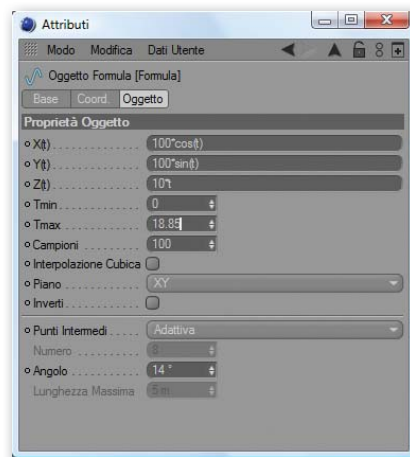 Attributi
Modo Modifica Dati Utente
Oggetto Formula [Formula]
Base Coord. Oggetto
Proprietà Oggetto
X(t) 100*cos(t)
Y(t) 100*sin(t)
Z(t) 10*t
Tmin 0
Tmax 18.85
Campioni 100
Interpolazione Cubica
Piano XY
Inverti
Punti Intermedi Adattiva
Numero 8
Angolo 14 °
Lunghezza Massima 5 m